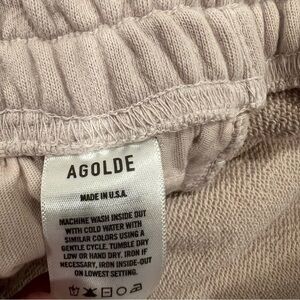 AGOLDE
MADE IN U.S.A.
MACHINE WASH INSIDE OUT
WITH COLD WATER WITH
SIMILAR COLORS USING A
GENTLE CYCLE. TUMBLE DRY
LOW OR HAND DRY. IRON IF
NECESSARY, IRON INSIDE-OUT
ON LOWEST SETTING.